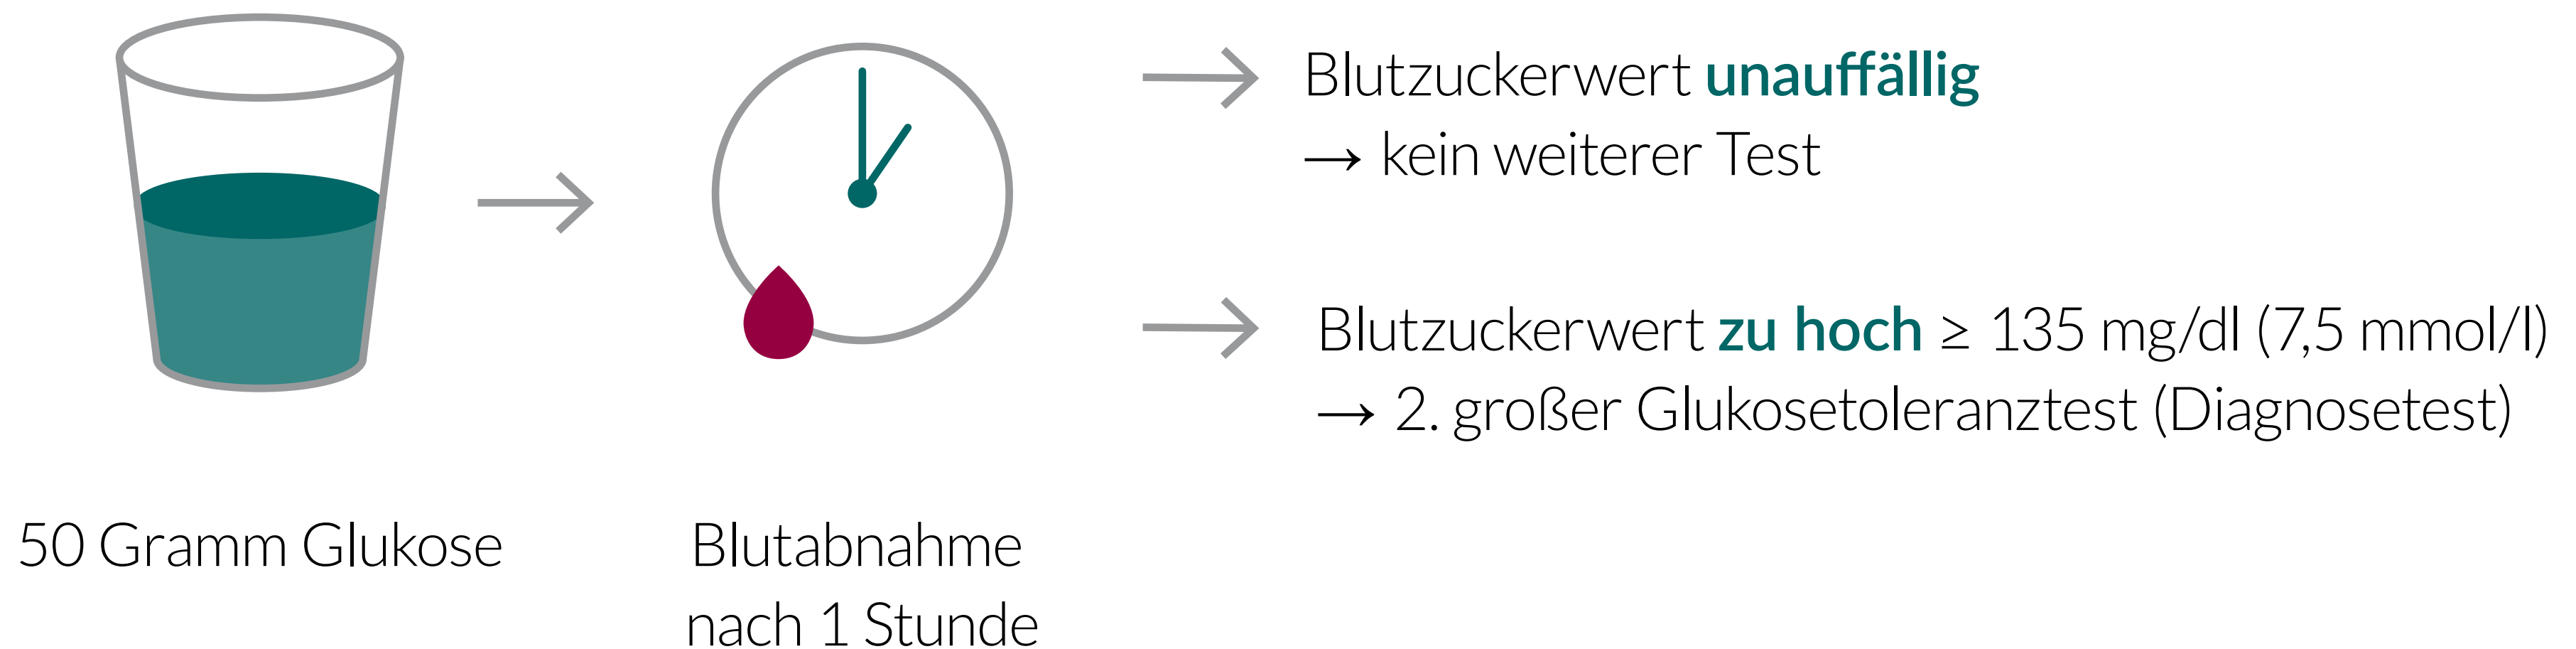 Blutzuckerwert unauffällig
→ kein weiterer Test
Blutzuckerwert zu hoch ≥ 135 mg/dl (7,5 mmol/l)
→ 2. großer Glukosetoleranztest (Diagnosetest)
50 Gramm Glukose
Blutabnahme
nach 1 Stunde